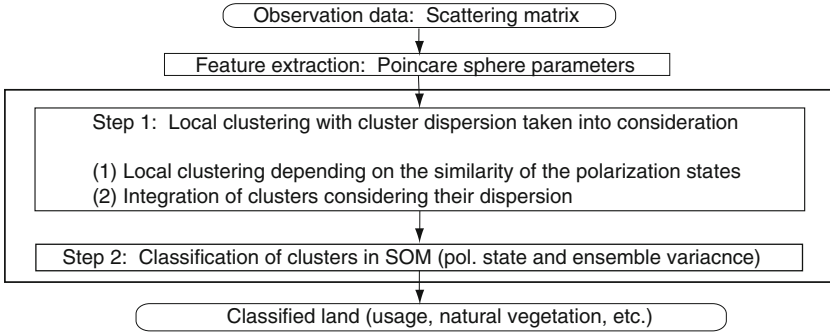 Observation data: Scattering matrix
Feature extraction: Poincare sphere parameters
Step 1: Local clustering with cluster dispersion taken into consideration
(1) Local clustering depending on the similarity of the polarization states
(2) Integration of clusters considering their dispersion
Step 2: Classification of clusters in SOM (pol. state and ensemble variacnce)
Classified land (usage, natural vegetation, etc.)